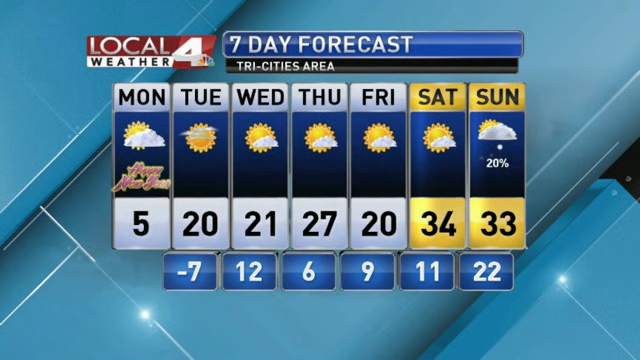 LOCAL 4
WEATHER
7 DAY FORECAST
TRI-CITIES AREA
MON TUE WED THU FRI SAT SUN
20%
Happy
New Year
5 20 21 27 20 34 33
-7 12 6 9 11 22